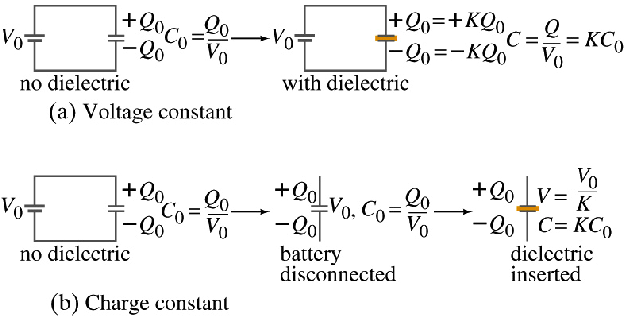 V₀ +Q₀ −Q₀ C₀ = Q₀/V₀ → V₀ +Q₀=+KQ₀ −Q₀=−KQ₀ C = Q/V₀ = KC₀
no dielectric with dielectric
(a) Voltage constant
V₀ +Q₀ −Q₀ C₀ = Q₀/V₀ → +Q₀ −Q₀ V₀, C₀ = Q₀/V₀ → +Q₀ −Q₀ V = V₀/K C = KC₀
no dielectric battery dielectric
disconnected inserted
(b) Charge constant